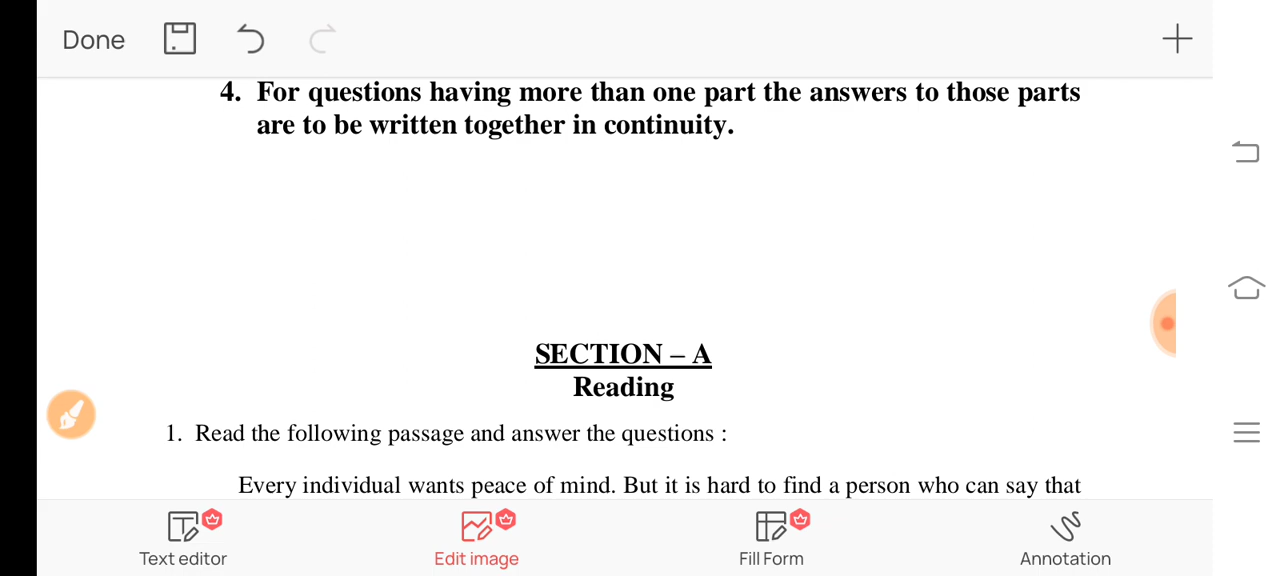 Done
4. For questions having more than one part the answers to those parts
are to be written together in continuity.
SECTION – A
Reading
1. Read the following passage and answer the questions :
Every individual wants peace of mind. But it is hard to find a person who can say that
Text editor
Edit image
Fill Form
Annotation